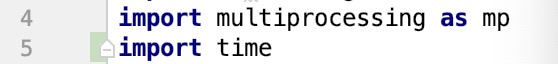 4 import multiprocessing as mp
5 import time